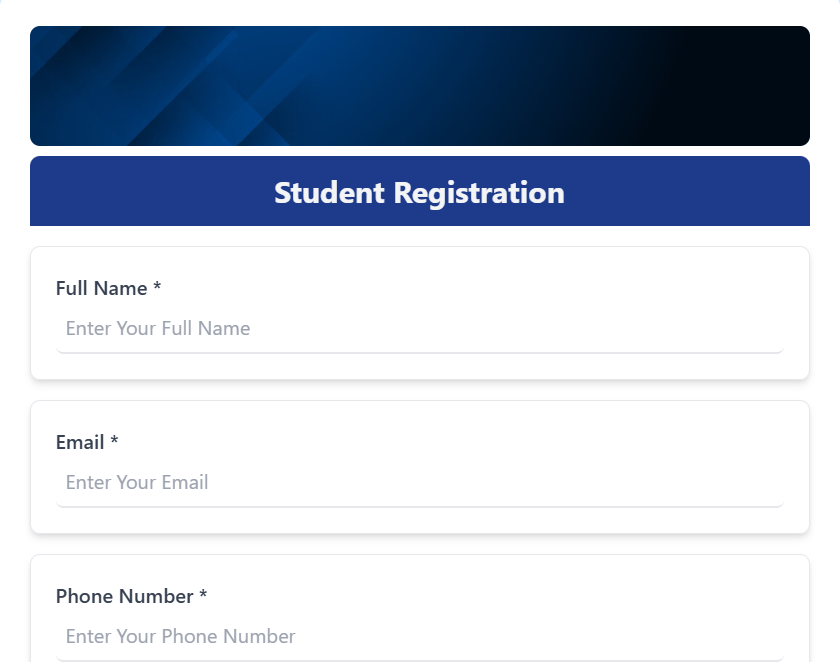 Student Registration
Full Name *
Enter Your Full Name
Email *
Enter Your Email
Phone Number *
Enter Your Phone Number